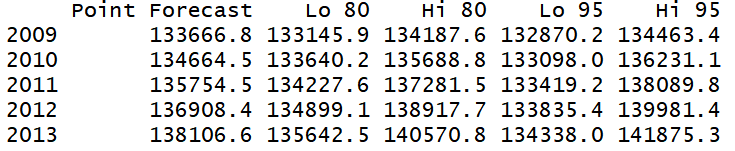 Point Forecast Lo 80 Hi 80 Lo 95 Hi 95
2009 133666.8 133145.9 134187.6 132870.2 134463.4
2010 134664.5 133640.2 135688.8 133098.0 136231.1
2011 135754.5 134227.6 137281.5 133419.2 138089.8
2012 136908.4 134899.1 138917.7 133835.4 139981.4
2013 138106.6 135642.5 140570.8 134338.0 141875.3